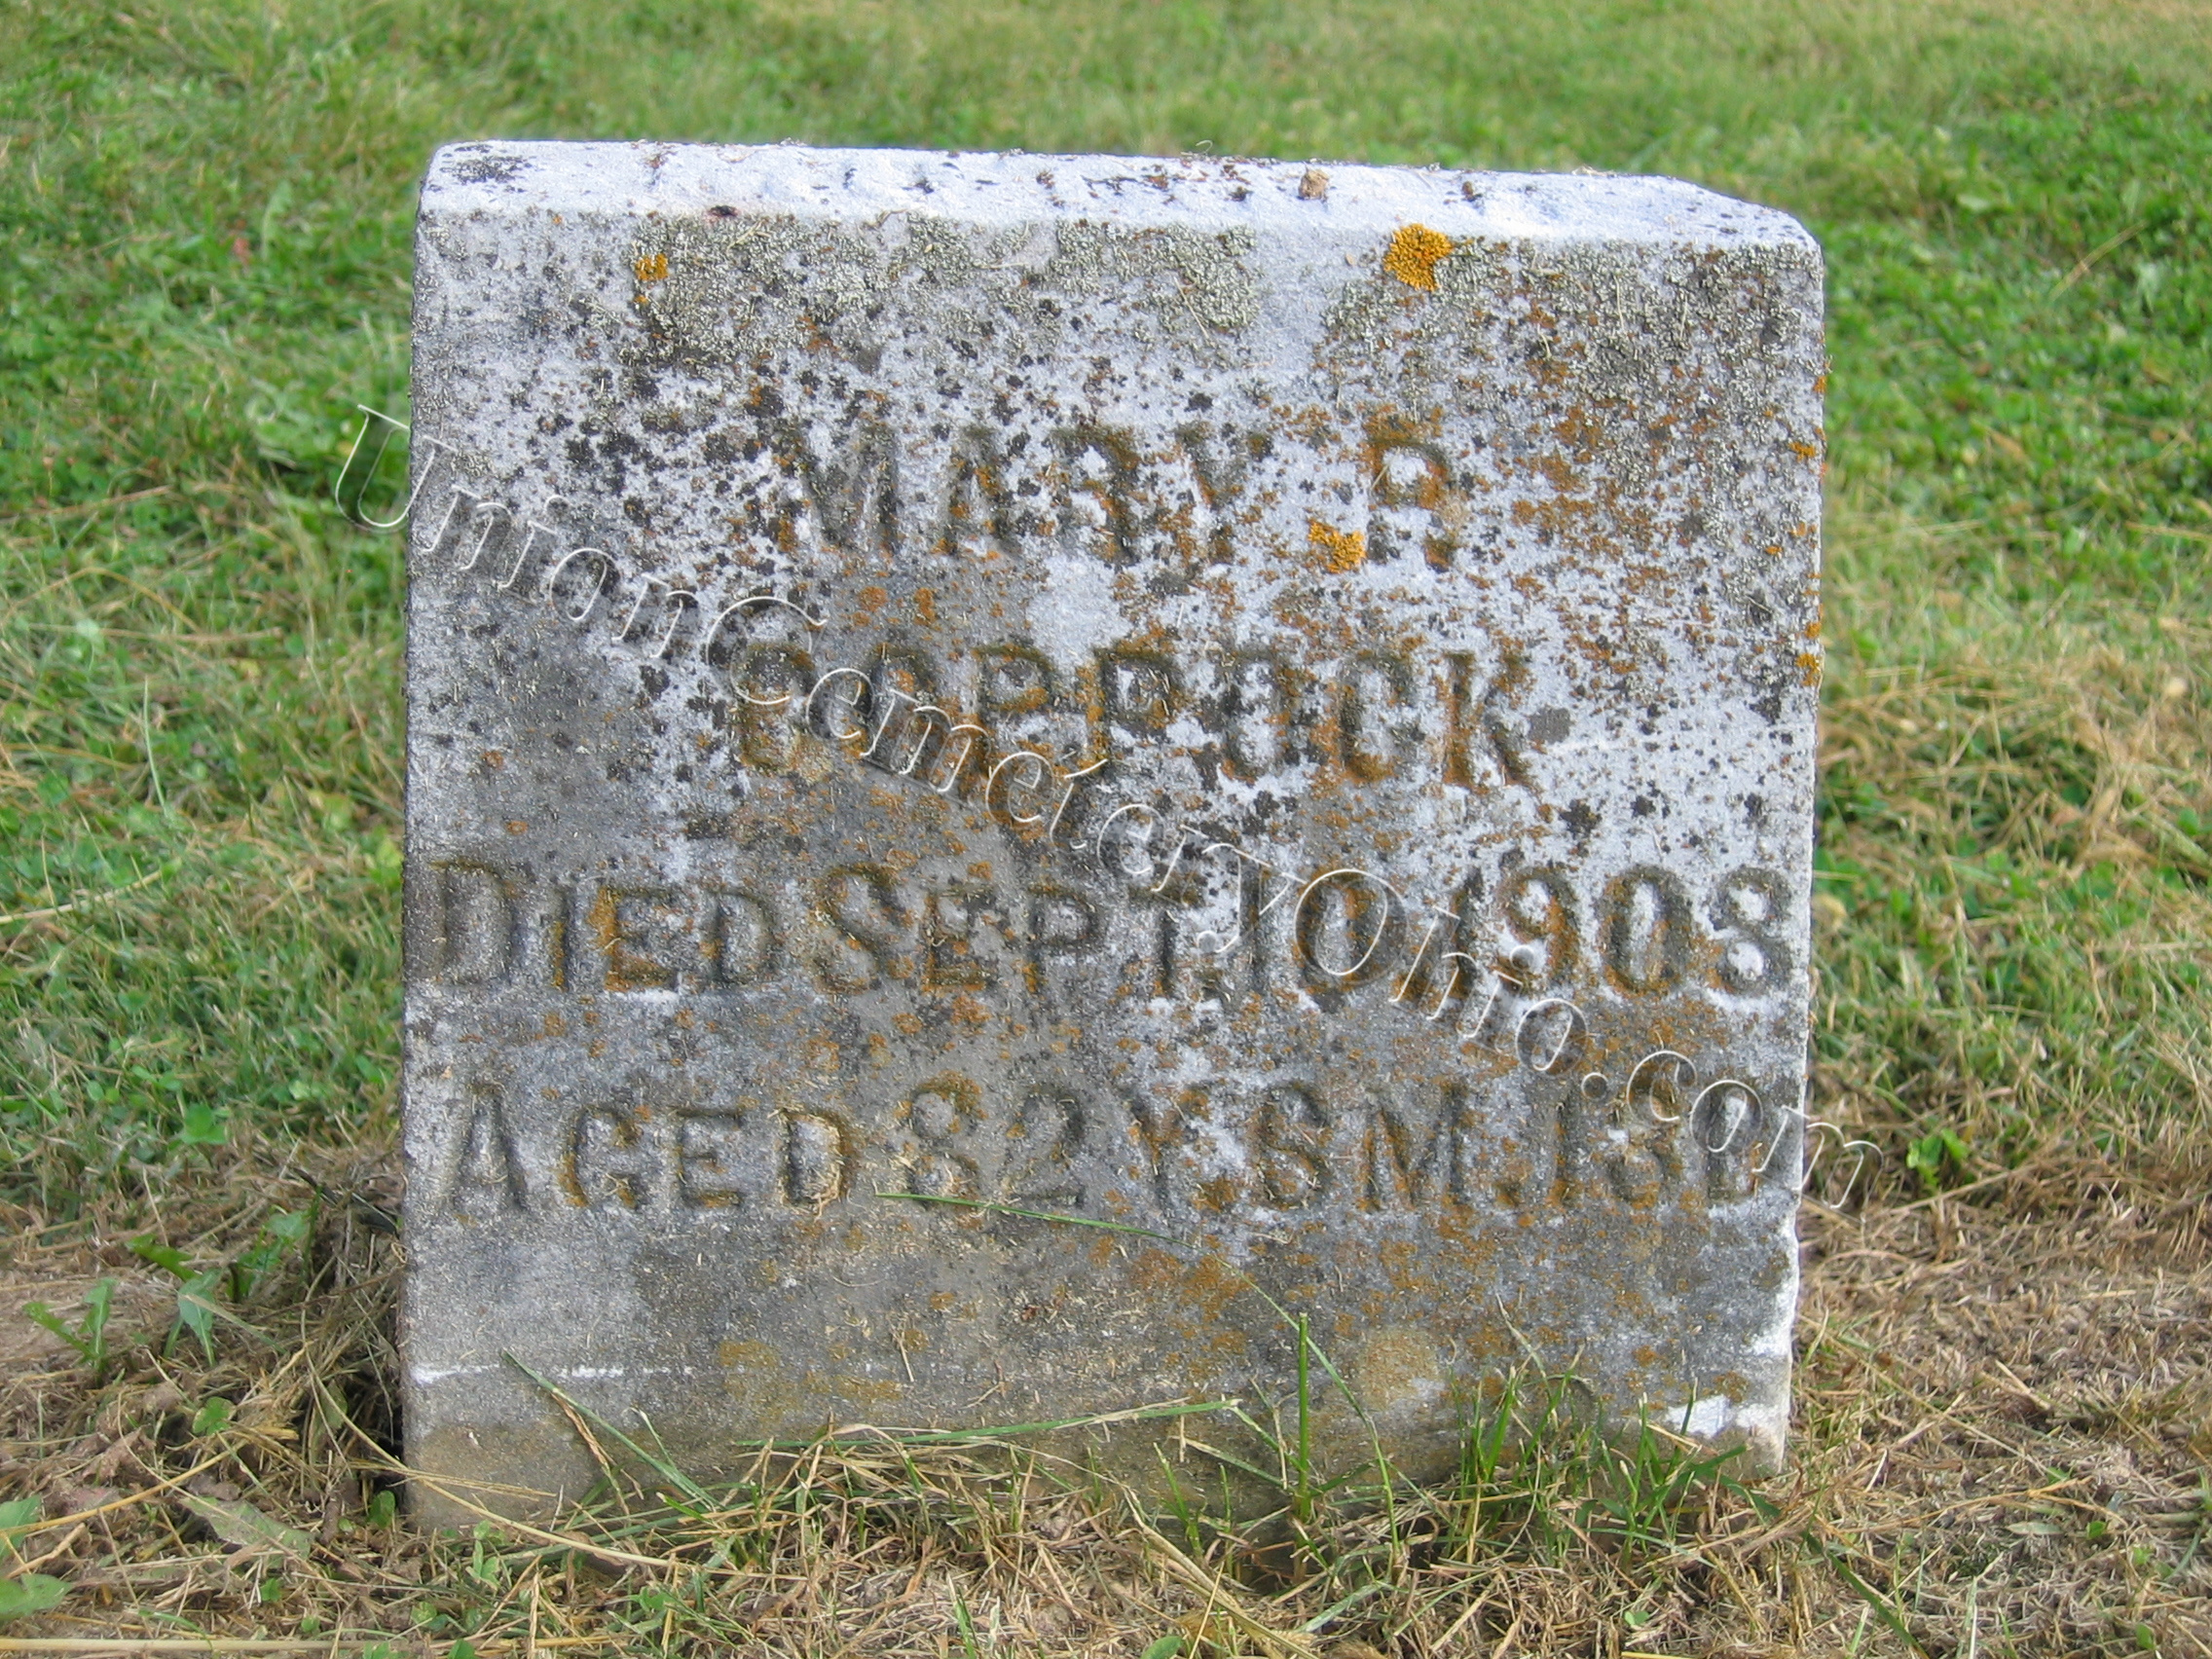 MARY R
COPPOCK
DIED SEPT. 10. 1908
AGED 82 Y. 8 M. 13 D
UnionCemeteryOhio.com